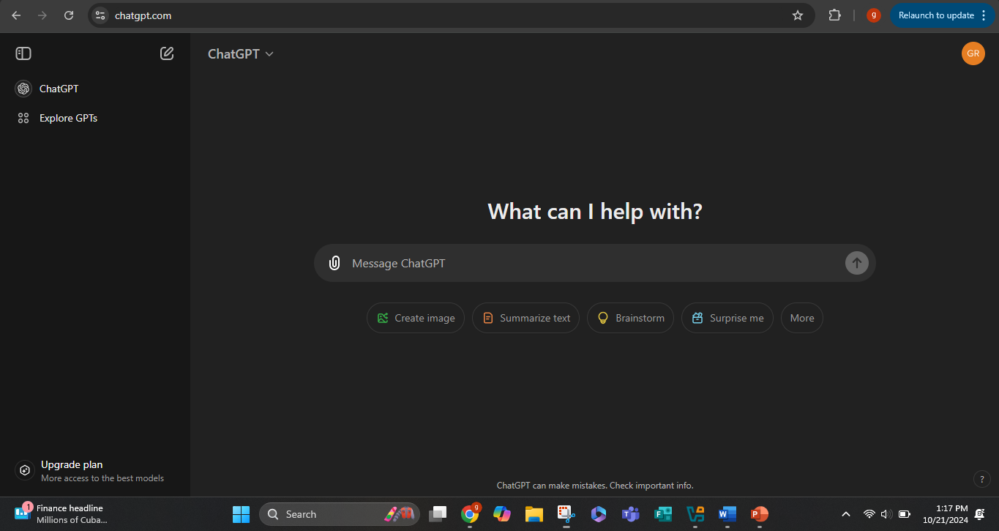 chatgpt.com
g
Relaunch to update
ChatGPT
GR
ChatGPT
Explore GPTs
What can I help with?
Message ChatGPT
Create image
Summarize text
Brainstorm
Surprise me
More
Upgrade plan
More access to the best models
ChatGPT can make mistakes. Check important info.
?
1
Finance headline
Millions of Cuba...
Search
g
1:17 PM
10/21/2024